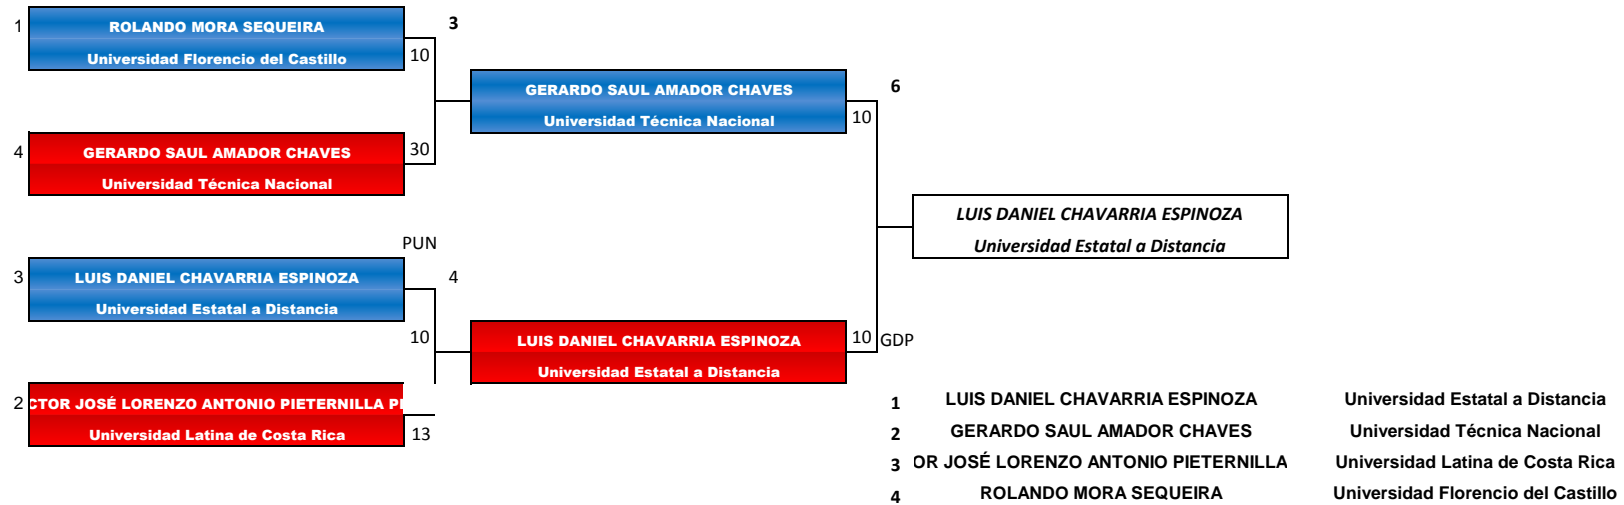 1
ROLANDO MORA SEQUEIRA
3
Universidad Florencio del Castillo
10
GERARDO SAUL AMADOR CHAVES
6
Universidad Técnica Nacional
10
4
GERARDO SAUL AMADOR CHAVES
30
Universidad Técnica Nacional
LUIS DANIEL CHAVARRIA ESPINOZA
Universidad Estatal a Distancia
PUN
3
LUIS DANIEL CHAVARRIA ESPINOZA
4
Universidad Estatal a Distancia
10
LUIS DANIEL CHAVARRIA ESPINOZA
10 GDP
Universidad Estatal a Distancia
2
CTOR JOSÉ LORENZO ANTONIO PIETERNILLA
Universidad Latina de Costa Rica
13
1 LUIS DANIEL CHAVARRIA ESPINOZA Universidad Estatal a Distancia
2 GERARDO SAUL AMADOR CHAVES Universidad Técnica Nacional
3 OR JOSÉ LORENZO ANTONIO PIETERNILLA Universidad Latina de Costa Rica
4 ROLANDO MORA SEQUEIRA Universidad Florencio del Castillo